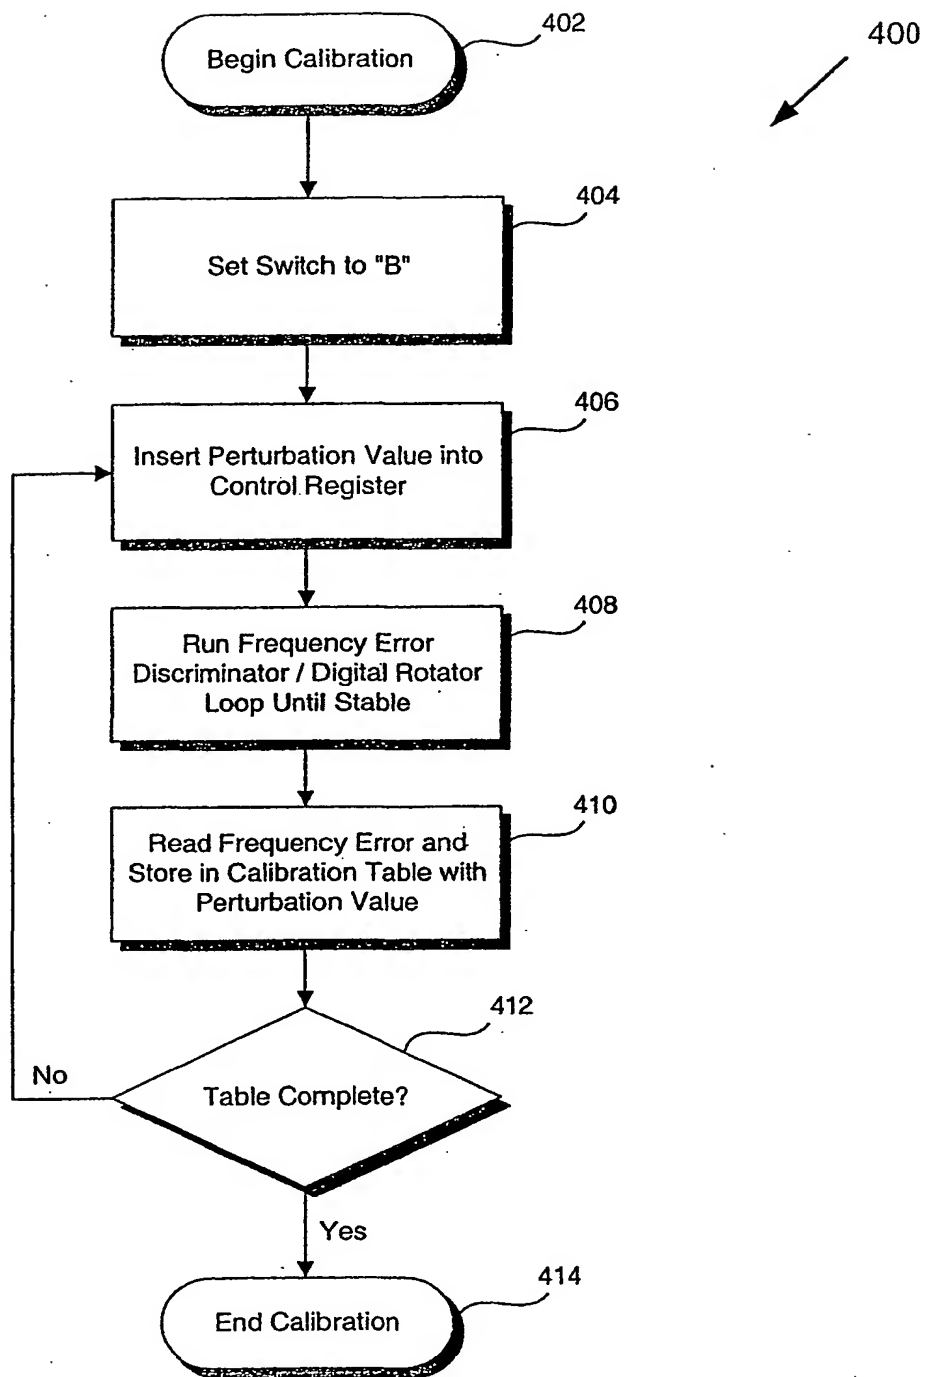 402
400
Begin Calibration
404
Set Switch to "B"
406
Insert Perturbation Value into
Control Register
408
Run Frequency Error
Discriminator / Digital Rotator
Loop Until Stable
410
Read Frequency Error and
Store in Calibration Table with
Perturbation Value
412
No
Table Complete?
Yes
414
End Calibration